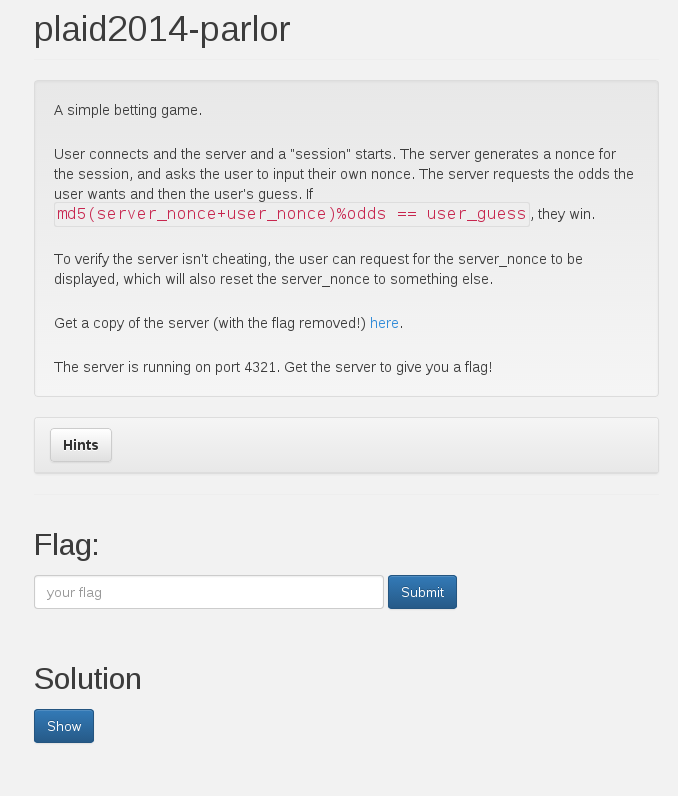 plaid2014-parlor
A simple betting game.
User connects and the server and a "session" starts. The server generates a nonce for
the session, and asks the user to input their own nonce. The server requests the odds the
user wants and then the user's guess. If
md5(server_nonce+user_nonce)%odds == user_guess, they win.
To verify the server isn't cheating, the user can request for the server_nonce to be
displayed, which will also reset the server_nonce to something else.
Get a copy of the server (with the flag removed!) here.
The server is running on port 4321. Get the server to give you a flag!
Hints
Flag:
your flag Submit
Solution
Show